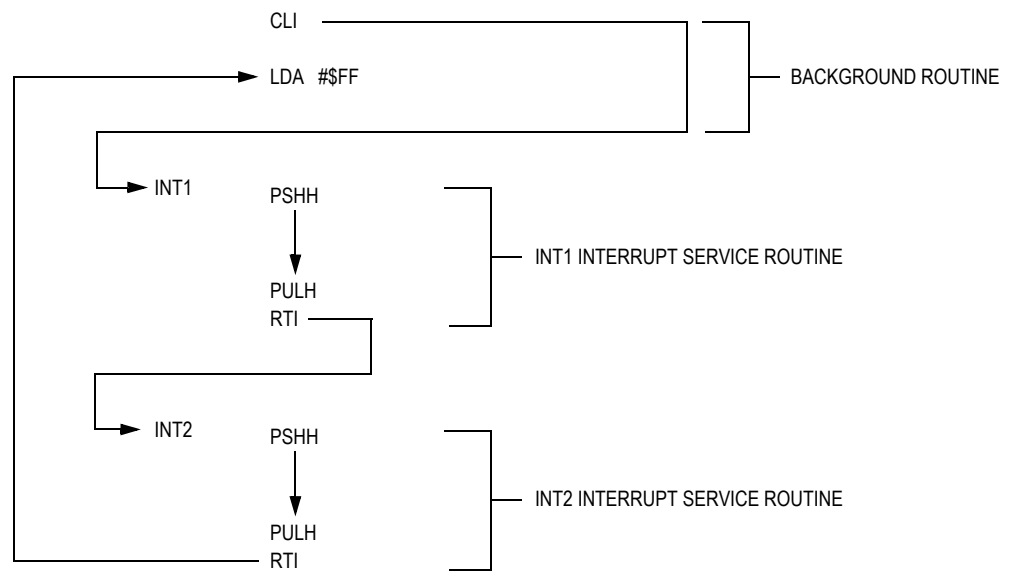 CLI
LDA #$FF
BACKGROUND ROUTINE
INT1
PSHH
INT1 INTERRUPT SERVICE ROUTINE
PULH
RTI
INT2
PSHH
INT2 INTERRUPT SERVICE ROUTINE
PULH
RTI